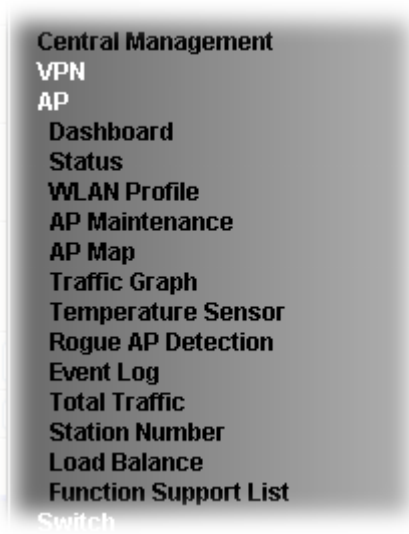 Central Management
VPN
AP
Dashboard
Status
WLAN Profile
AP Maintenance
AP Map
Traffic Graph
Temperature Sensor
Rogue AP Detection
Event Log
Total Traffic
Station Number
Load Balance
Function Support List
Switch